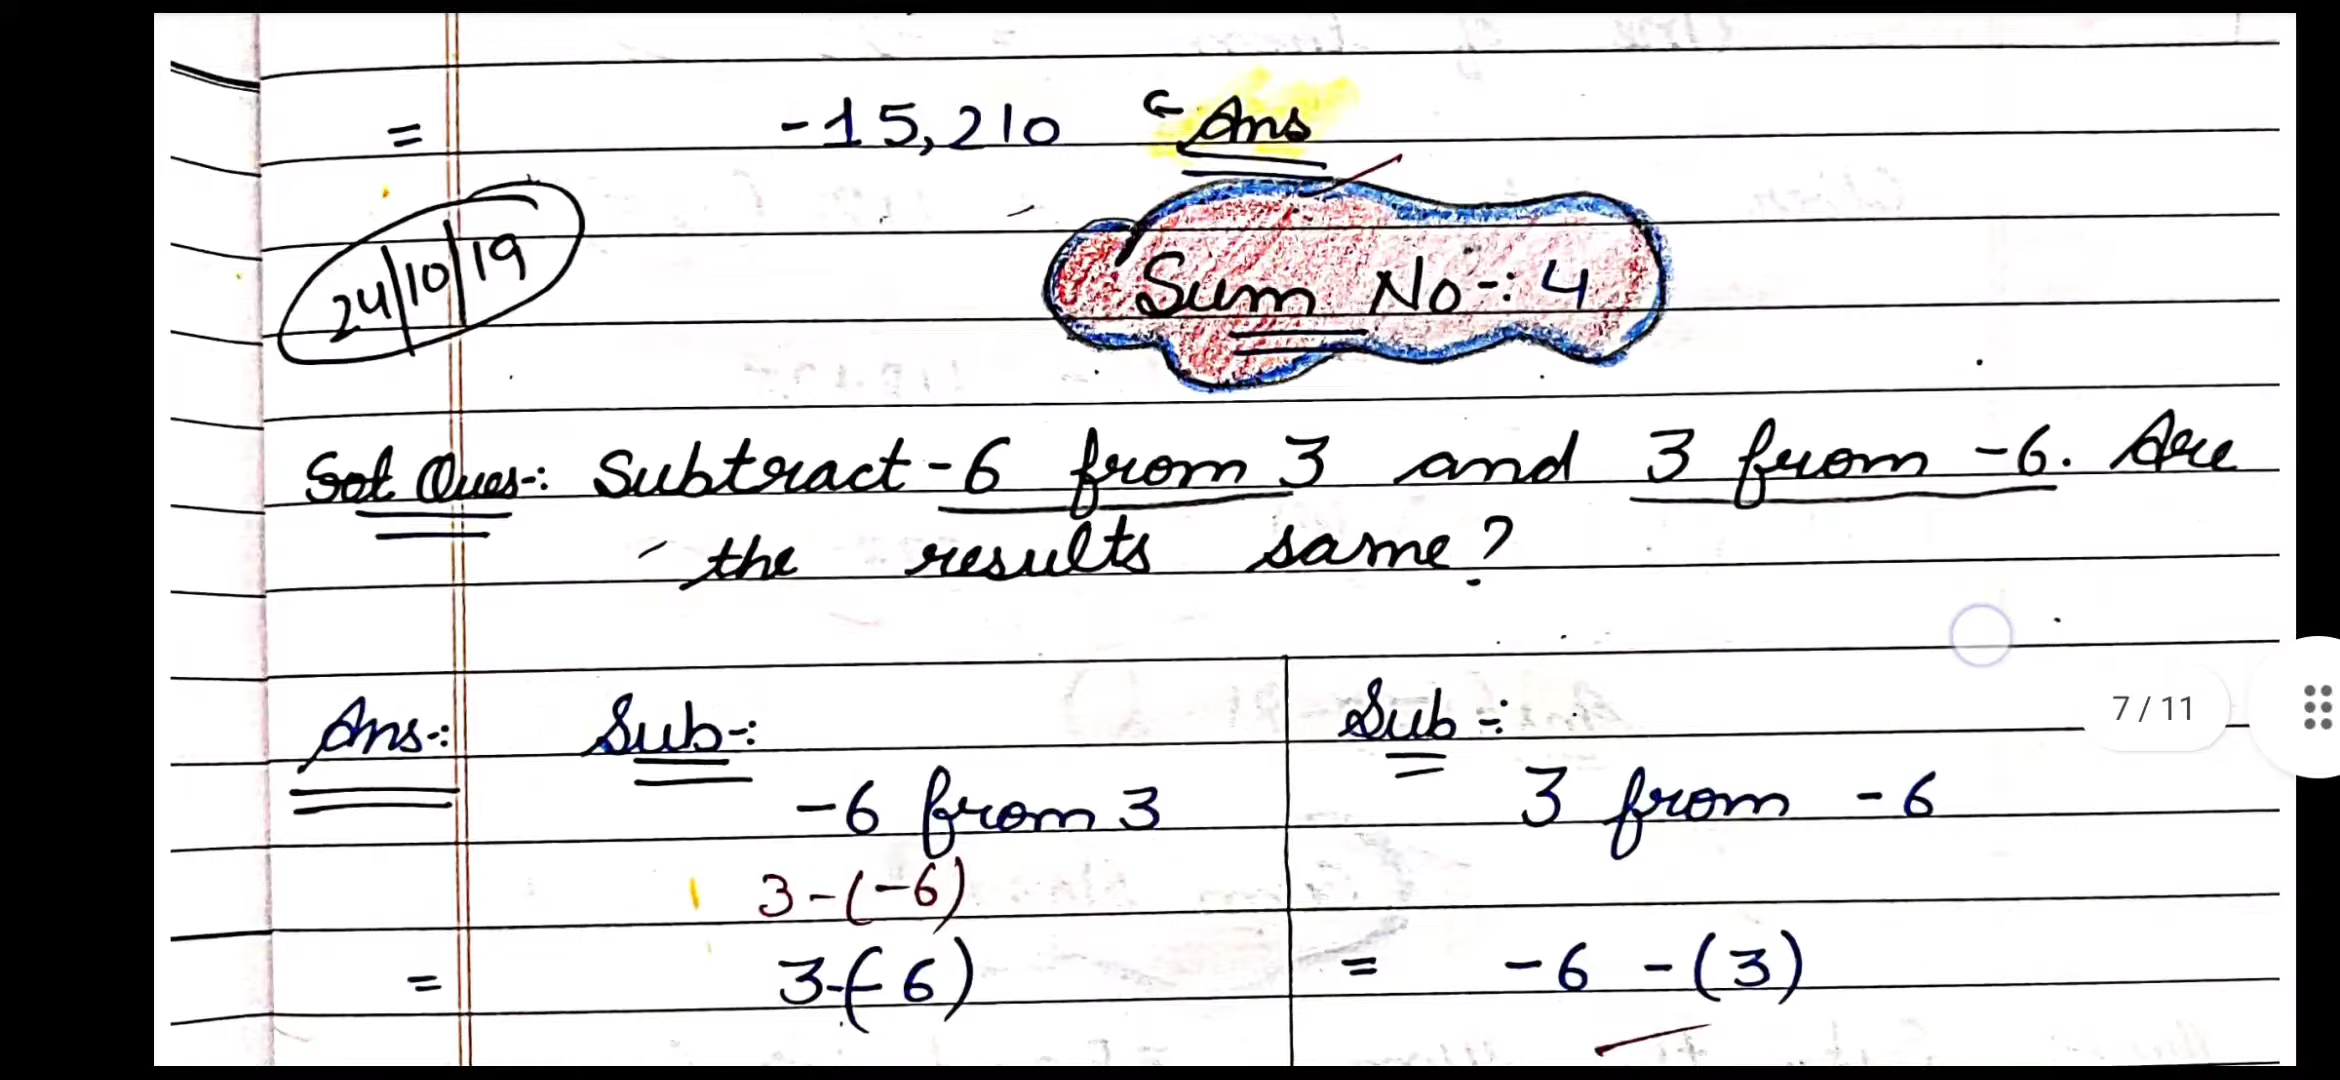 = -15,210 ← Ans
24/10/19
Sum No-: 4
Sot Ques-: Subtract -6 from 3 and 3 from -6. Are
the results same?
Ans-: Sub-:
-6 from 3
3-(-6)
= 3-(-6)
Sub-:
3 from -6
= -6 -(3)
7 / 11